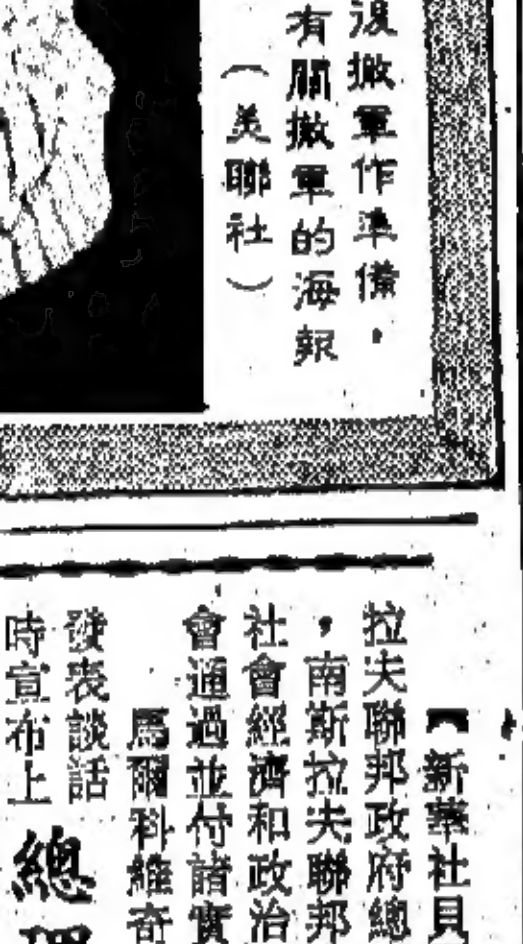 復撤軍作準備，
有關撤軍的海報
（美聯社）
【新華社貝
拉夫聯邦政府總
，南斯拉夫聯邦
社會經濟和政治
會通過並付諸實
馬爾科維奇
發表談話
時宣布上
總理